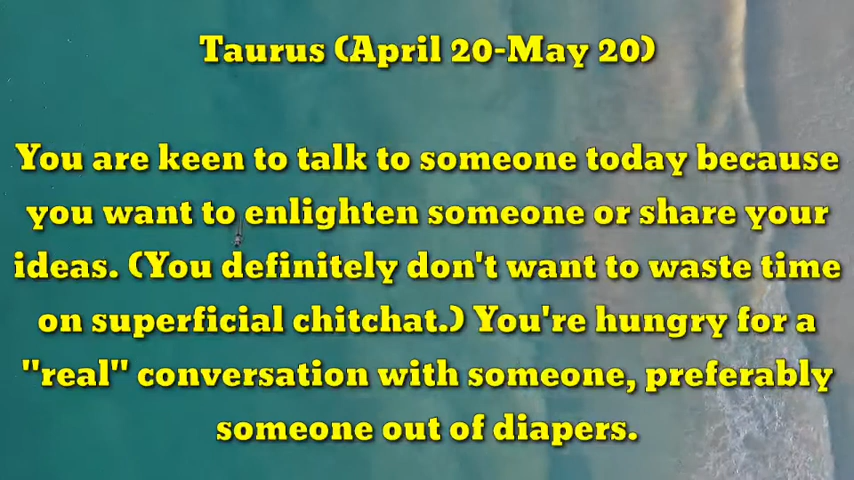 Taurus (April 20-May 20)
You are keen to talk to someone today because
you want to enlighten someone or share your
ideas. (You definitely don't want to waste time
on superficial chitchat.) You're hungry for a
"real" conversation with someone, preferably
someone out of diapers.